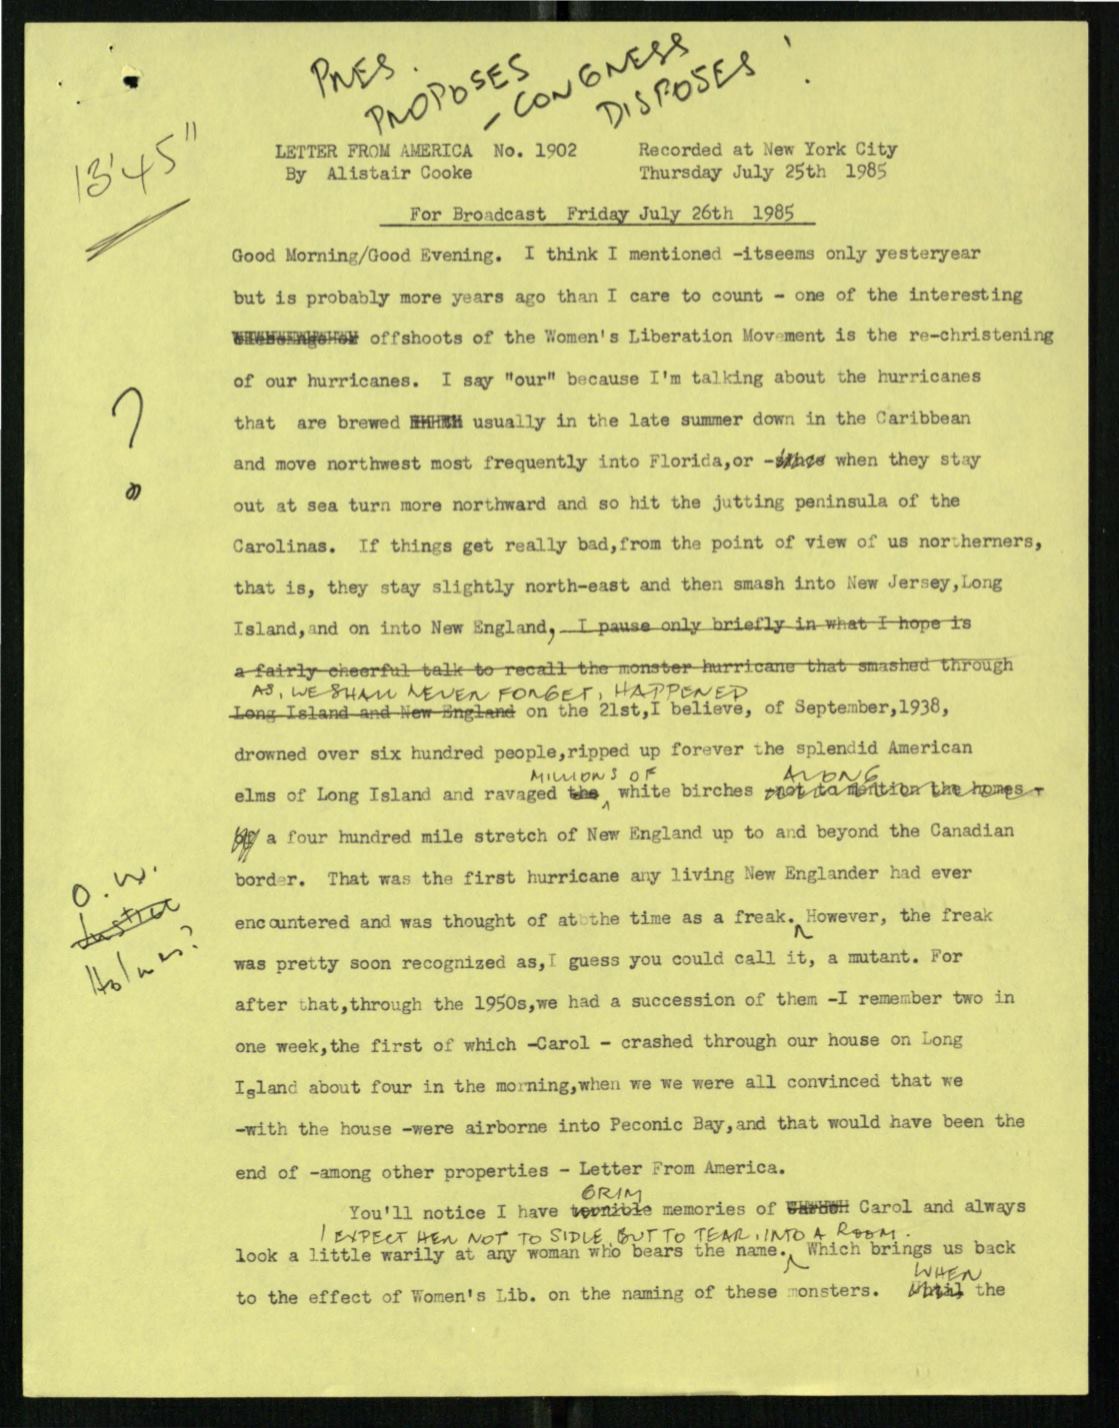 PRES. PROPOSES - CONGRESS DISPOSES!
13'45"
LETTER FROM AMERICA No. 1902 Recorded at New York City
By Alistair Cooke Thursday July 25th 1985
For Broadcast Friday July 26th 1985
Good Morning/Good Evening. I think I mentioned -itseems only yesteryear
but is probably more years ago than I care to count - one of the interesting
offshoots of the Women's Liberation Movement is the re-christening
of our hurricanes. I say "our" because I'm talking about the hurricanes
?
that are brewed usually in the late summer down in the Caribbean
and move northwest most frequently into Florida,or - when they stay
out at sea turn more northward and so hit the jutting peninsula of the
Carolinas. If things get really bad,from the point of view of us northerners,
that is, they stay slightly north-east and then smash into New Jersey,Long
Island,and on into New England, I pause only briefly in what I hope is
a fairly cheerful talk to recall the monster hurricane that smashed through
AS, WE SHALL NEVER FORGET, HAPPENED
Long Island and New England on the 21st,I believe, of September,1938,
drowned over six hundred people,ripped up forever the splendid American
MILLIONS OF ALONG
elms of Long Island and ravaged the white birches not to mention the homes -
a four hundred mile stretch of New England up to and beyond the Canadian
border. That was the first hurricane any living New Englander had ever
O.W.
Justice
Holmes?
encountered and was thought of at the time as a freak. However, the freak
was pretty soon recognized as,I guess you could call it, a mutant. For
after that,through the 1950s,we had a succession of them -I remember two in
one week,the first of which -Carol - crashed through our house on Long
Island about four in the morning,when we we were all convinced that we
-with the house -were airborne into Peconic Bay,and that would have been the
end of -among other properties - Letter From America.
GRIM
You'll notice I have terrible memories of Carol and always
I EXPECT HER NOT TO SIDLE, BUT TO TEAR, INTO A ROOM.
look a little warily at any woman who bears the name. Which brings us back
WHEN
to the effect of Women's Lib. on the naming of these monsters. Until the